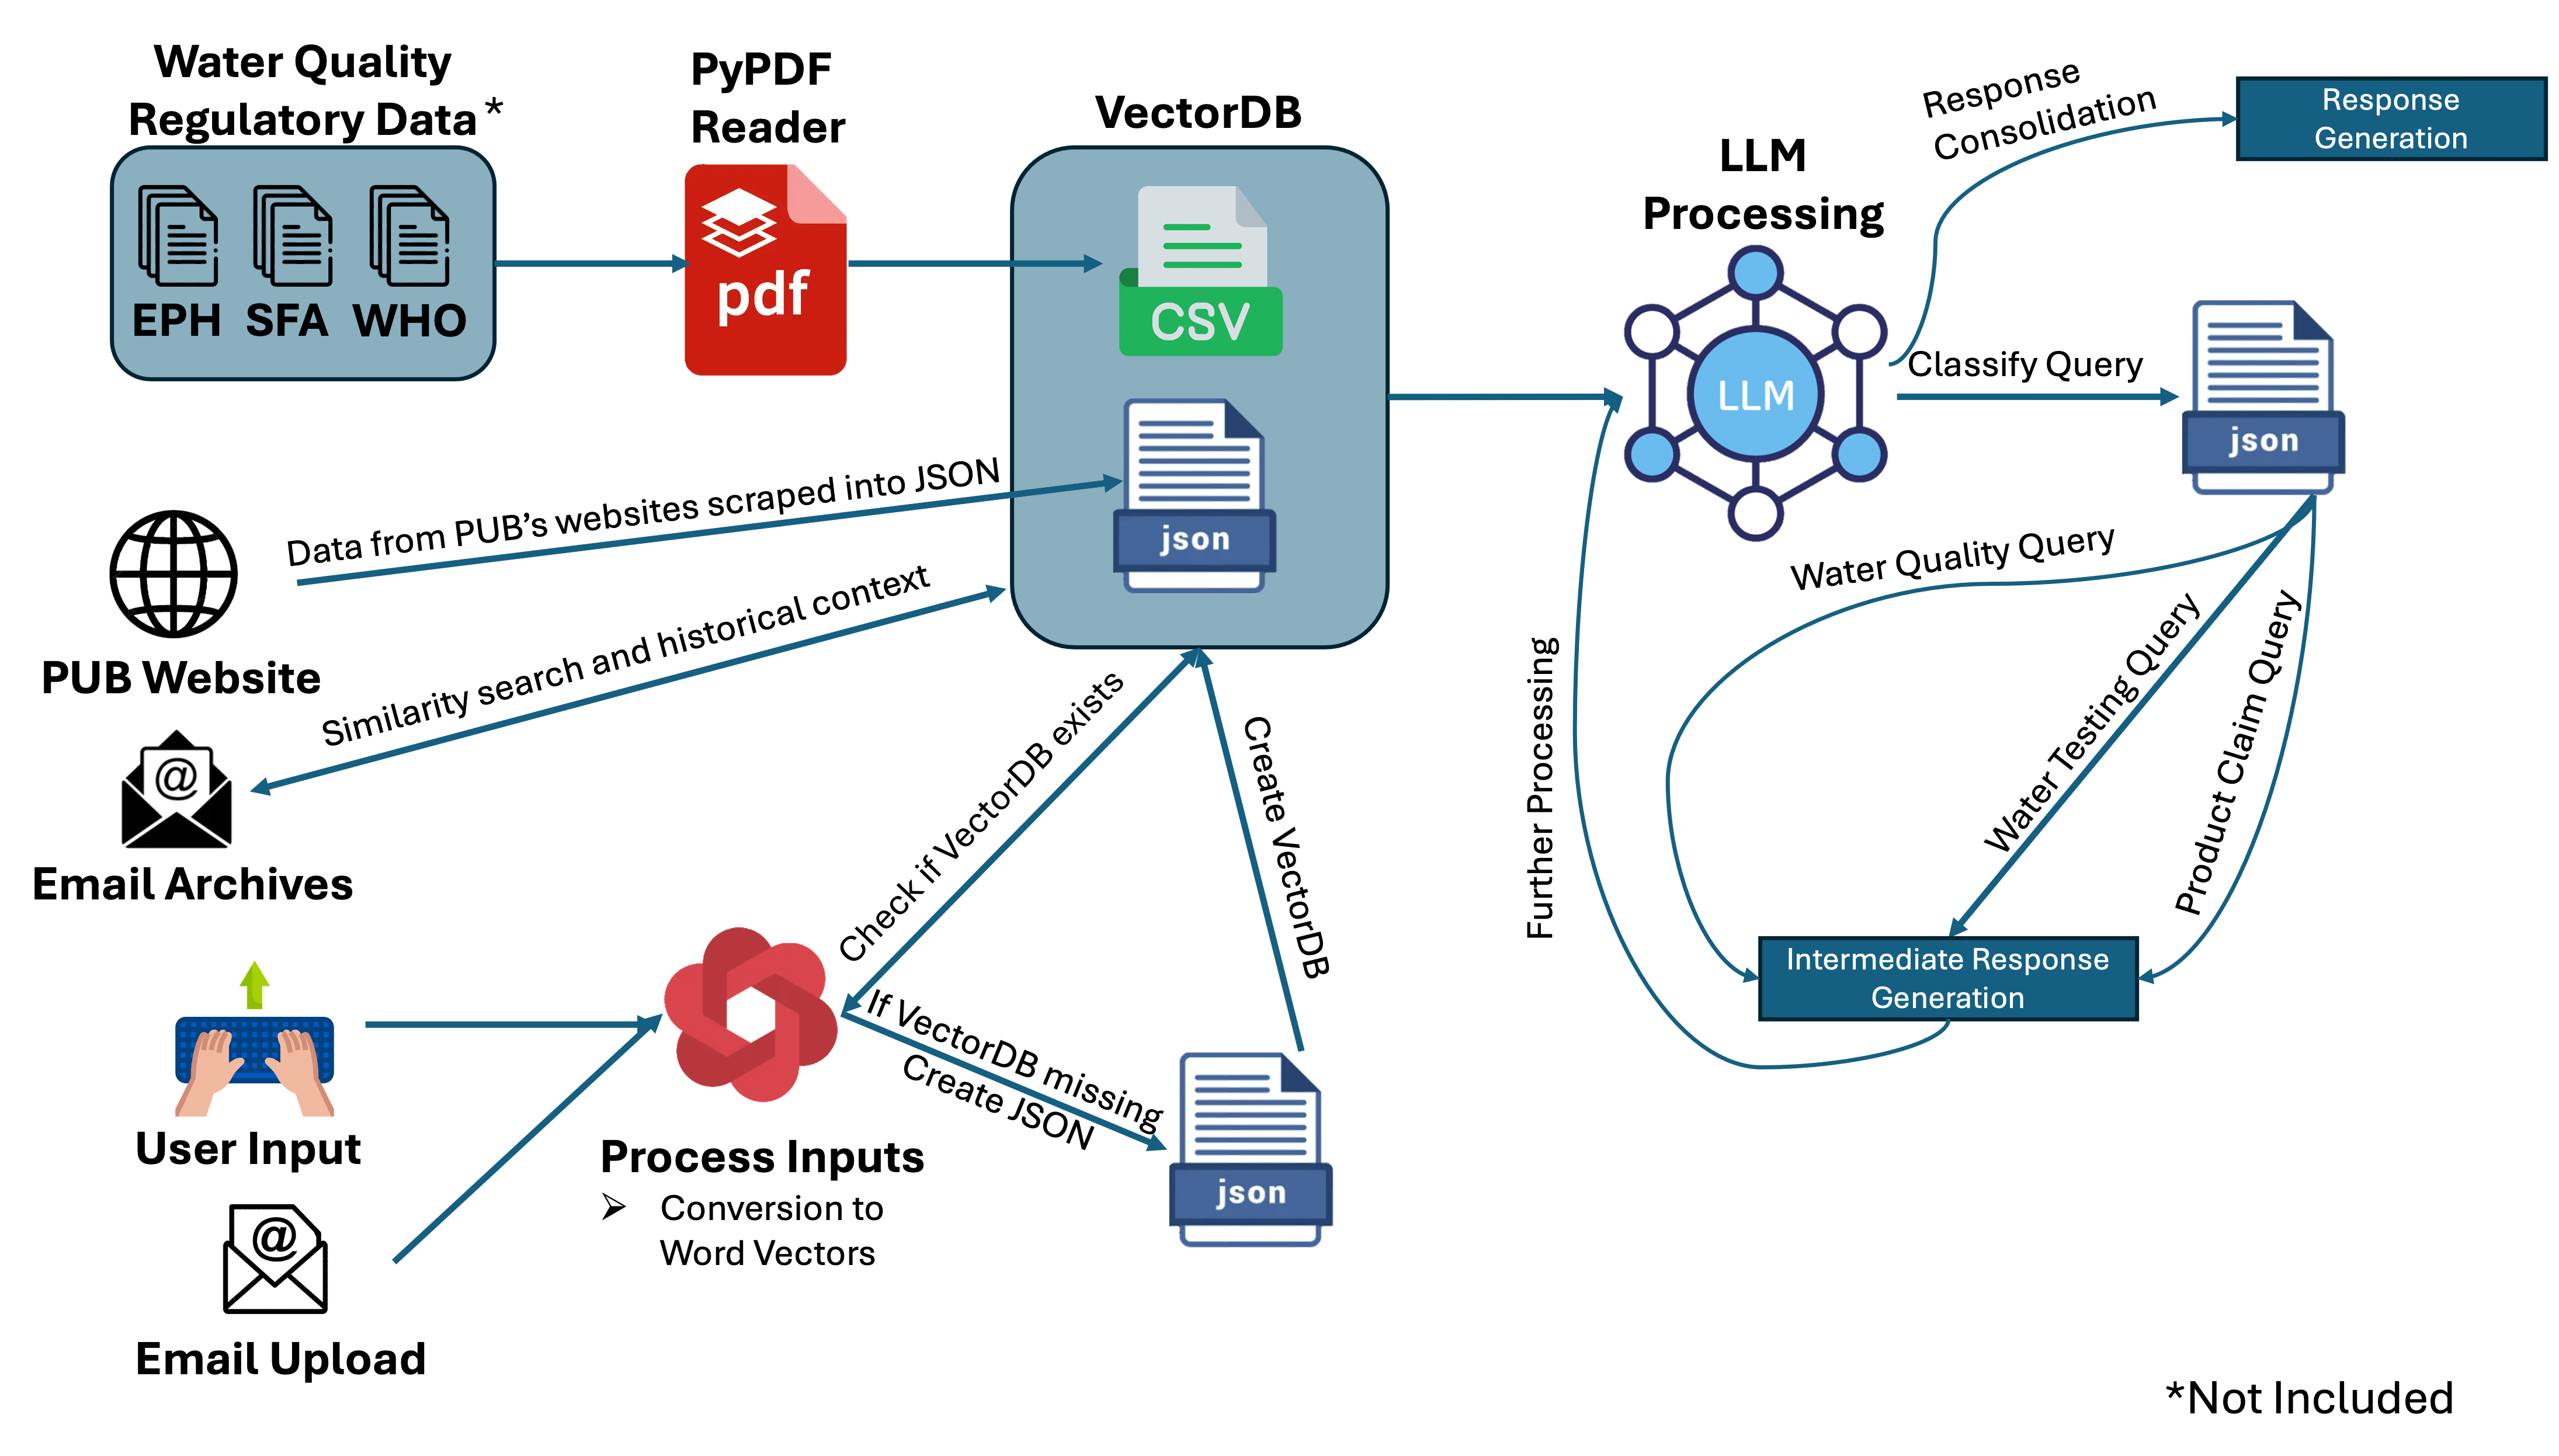 Water Quality
Regulatory Data*
EPH SFA WHO
PyPDF
Reader
pdf
VectorDB
CSV
json
LLM
Processing
LLM
Response
Consolidation
Response
Generation
Classify Query
json
Data from PUB’s websites scraped into JSON
PUB Website
Similarity search and historical context
@
Email Archives
User Input
@
Email Upload
Process Inputs
➢ Conversion to
Word Vectors
Check if VectorDB exists
If VectorDB missing
Create JSON
Create VectorDB
json
Further Processing
Water Quality Query
Water Testing Query
Product Claim Query
Intermediate Response
Generation
*Not Included